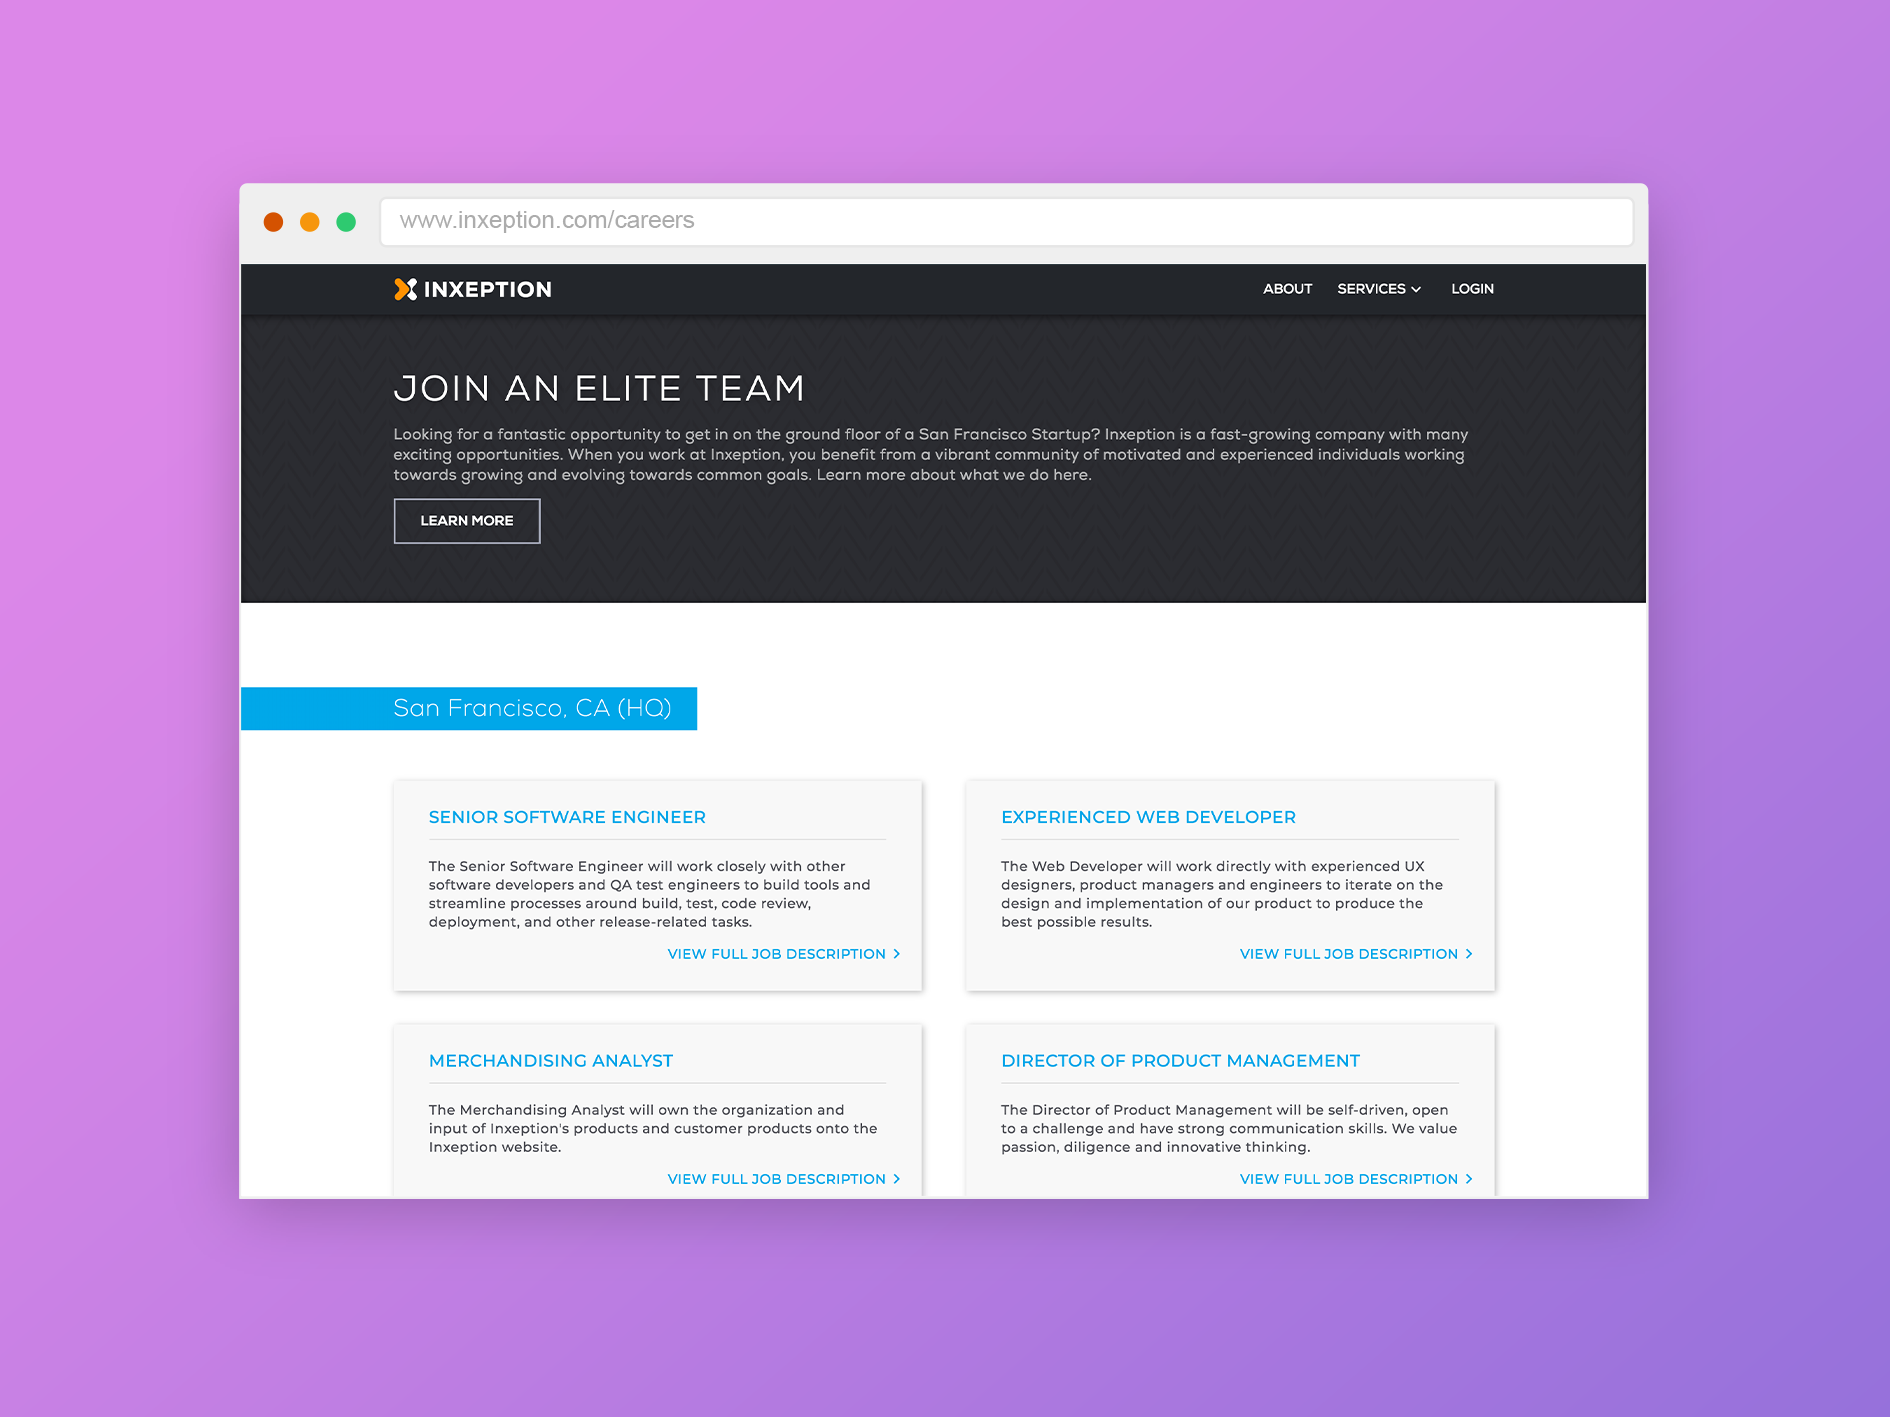 www.inxeption.com/careers
INXEPTION
ABOUT SERVICES LOGIN
JOIN AN ELITE TEAM
Looking for a fantastic opportunity to get in on the ground floor of a San Francisco Startup? Inxeption is a fast-growing company with many
exciting opportunities. When you work at Inxeption, you benefit from a vibrant community of motivated and experienced individuals working
towards growing and evolving towards common goals. Learn more about what we do here.
LEARN MORE
San Francisco, CA (HQ)
SENIOR SOFTWARE ENGINEER
The Senior Software Engineer will work closely with other
software developers and QA test engineers to build tools and
streamline processes around build, test, code review,
deployment, and other release-related tasks.
VIEW FULL JOB DESCRIPTION
EXPERIENCED WEB DEVELOPER
The Web Developer will work directly with experienced UX
designers, product managers and engineers to iterate on the
design and implementation of our product to produce the
best possible results.
VIEW FULL JOB DESCRIPTION
MERCHANDISING ANALYST
The Merchandising Analyst will own the organization and
input of Inxeption's products and customer products onto the
Inxeption website.
VIEW FULL JOB DESCRIPTION
DIRECTOR OF PRODUCT MANAGEMENT
The Director of Product Management will be self-driven, open
to a challenge and have strong communication skills. We value
passion, diligence and innovative thinking.
VIEW FULL JOB DESCRIPTION